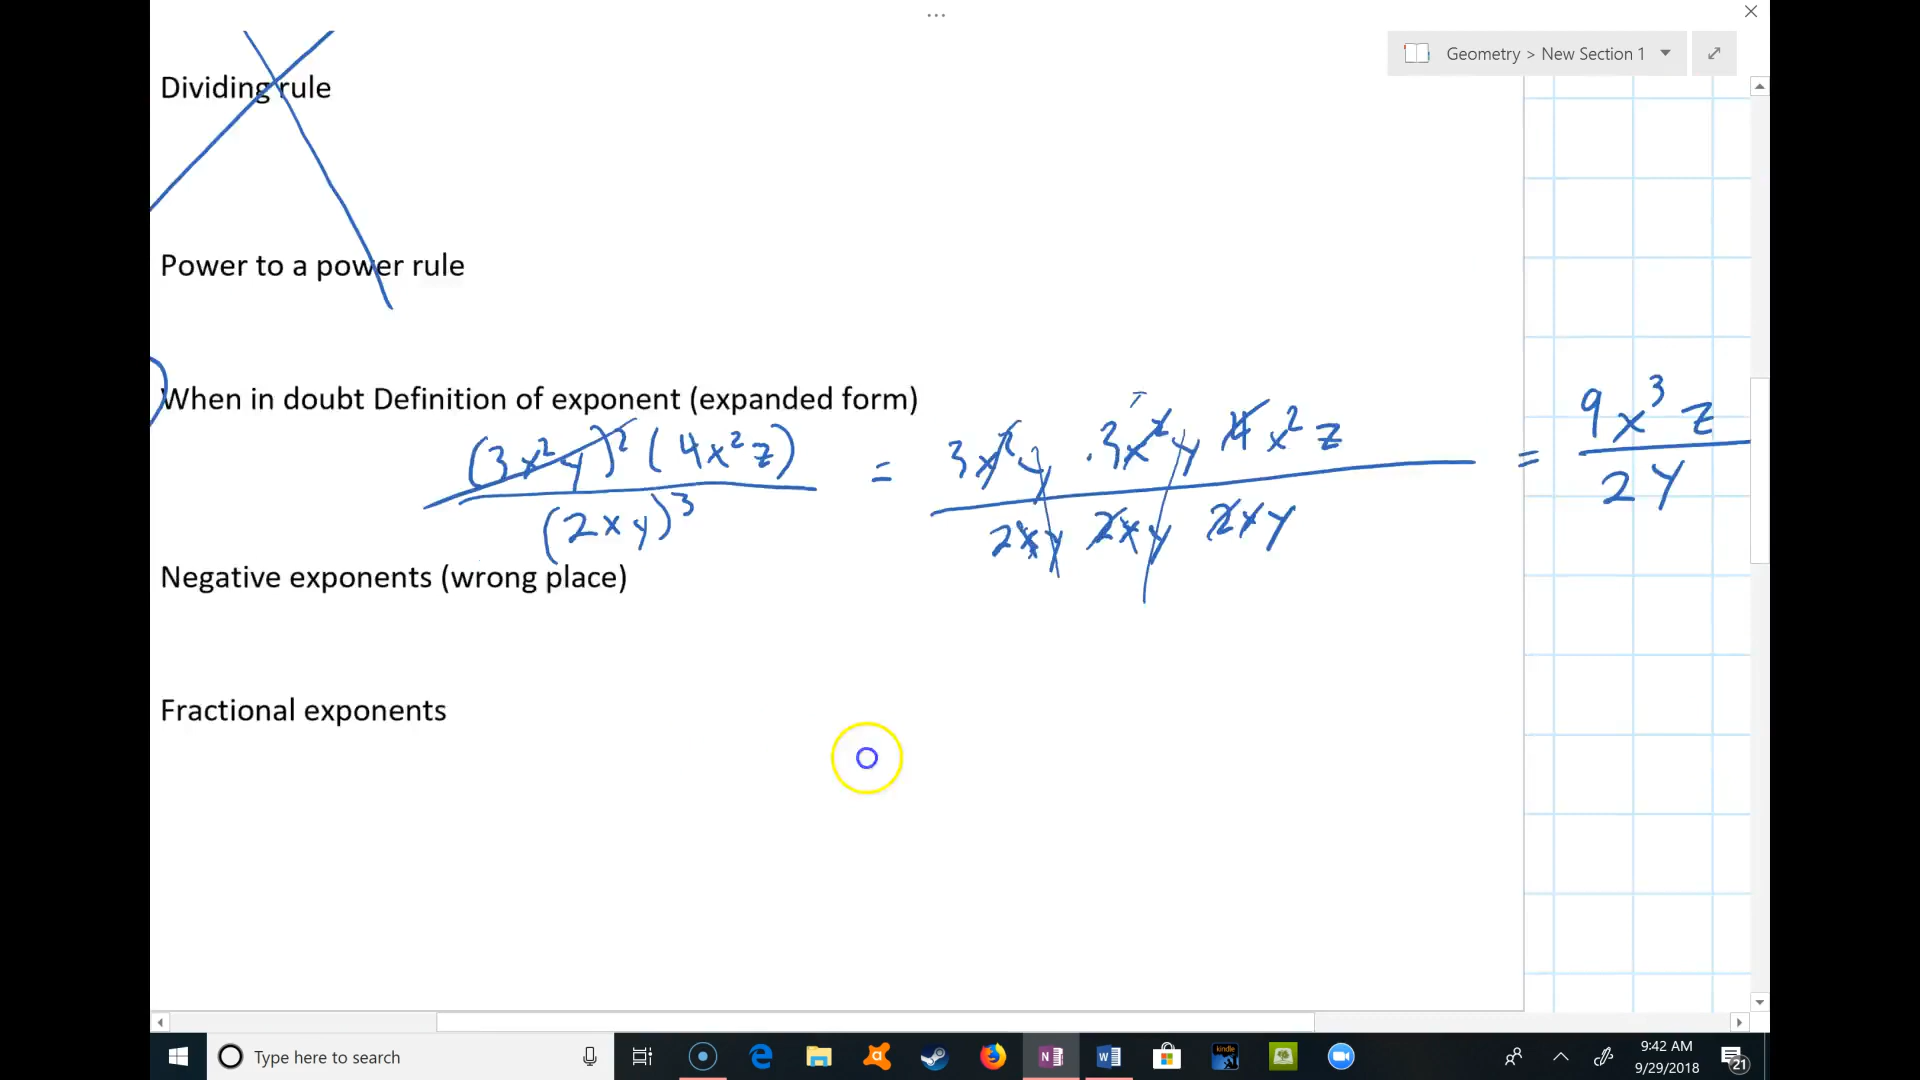 Geometry > New Section 1
Dividing rule
Power to a power rule
When in doubt Definition of exponent (expanded form)
(3x²y)² (4x²z) / (2xy)³ = 3x²y · 3x²y 4x²z / 2xy 2xy 2xy = 9x³z / 2y
Negative exponents (wrong place)
Fractional exponents
Type here to search
kindle
9:42 AM
9/29/2018
21